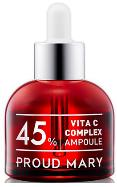 45%
VITA C
COMPLEX
AMPOULE
PROUD MARY